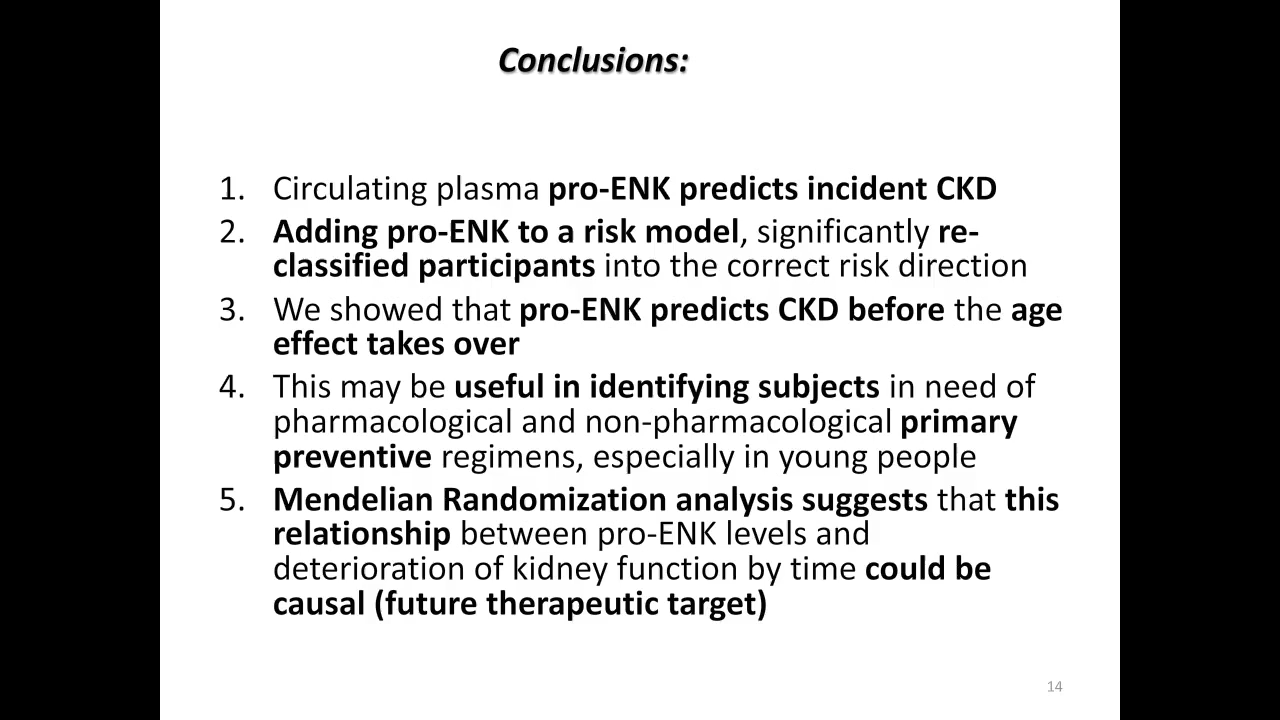 Conclusions:
1. Circulating plasma pro-ENK predicts incident CKD
2. Adding pro-ENK to a risk model, significantly re-
classified participants into the correct risk direction
3. We showed that pro-ENK predicts CKD before the age
effect takes over
4. This may be useful in identifying subjects in need of
pharmacological and non-pharmacological primary
preventive regimens, especially in young people
5. Mendelian Randomization analysis suggests that this
relationship between pro-ENK levels and
deterioration of kidney function by time could be
causal (future therapeutic target)
14